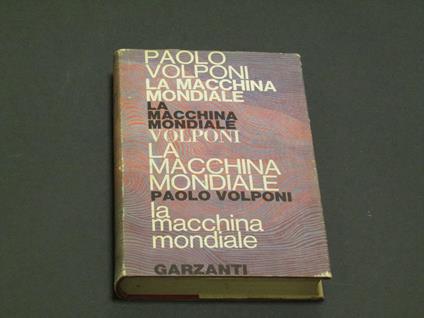 PAOLO
VOLPONI
LA MACCHINA
MONDIALE
LA
MACCHINA
MONDIALE
VOLPONI
LA
MACCHINA
MONDIALE
PAOLO VOLPONI
la
macchina
mondiale
GARZANTI